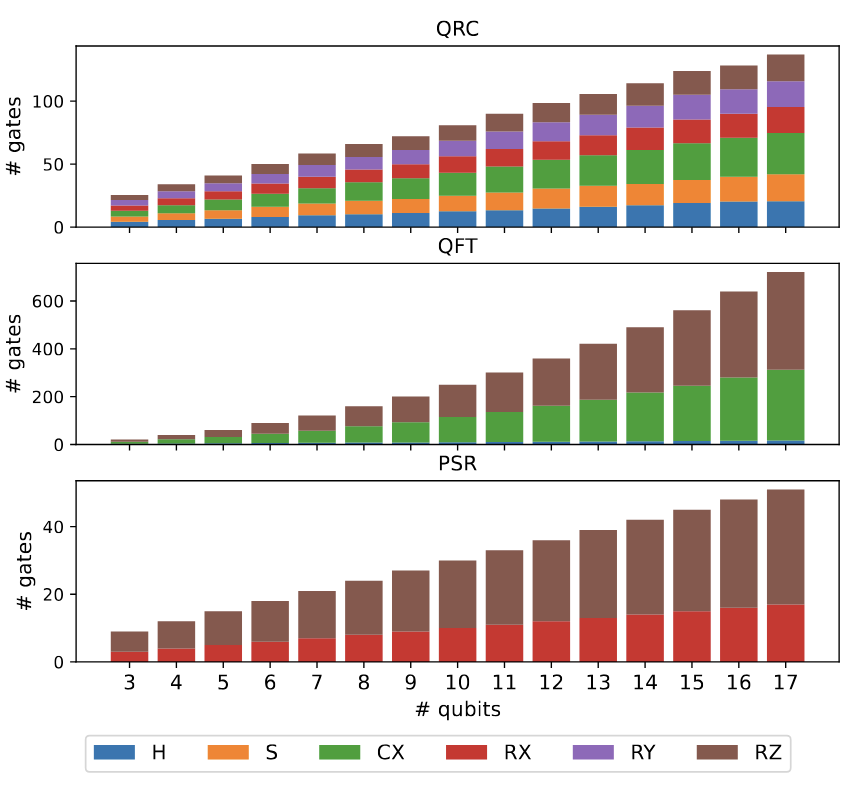 QRC
# gates
100
50
0
QFT
# gates
600
400
200
0
PSR
# gates
40
20
0
3 4 5 6 7 8 9 10 11 12 13 14 15 16 17
# qubits
H S CX RX RY RZ